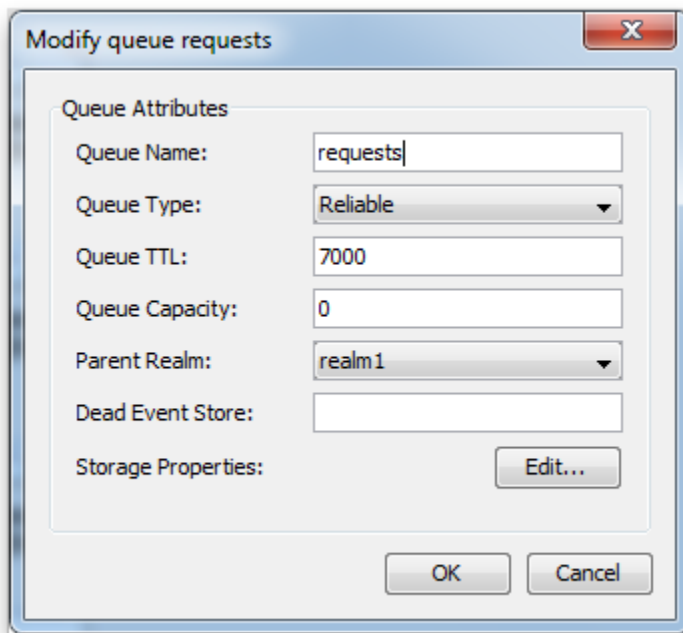 Modify queue requests
Queue Attributes
Queue Name: requests
Queue Type: Reliable
Queue TTL: 7000
Queue Capacity: 0
Parent Realm: realm1
Dead Event Store:
Storage Properties: Edit...
OK Cancel